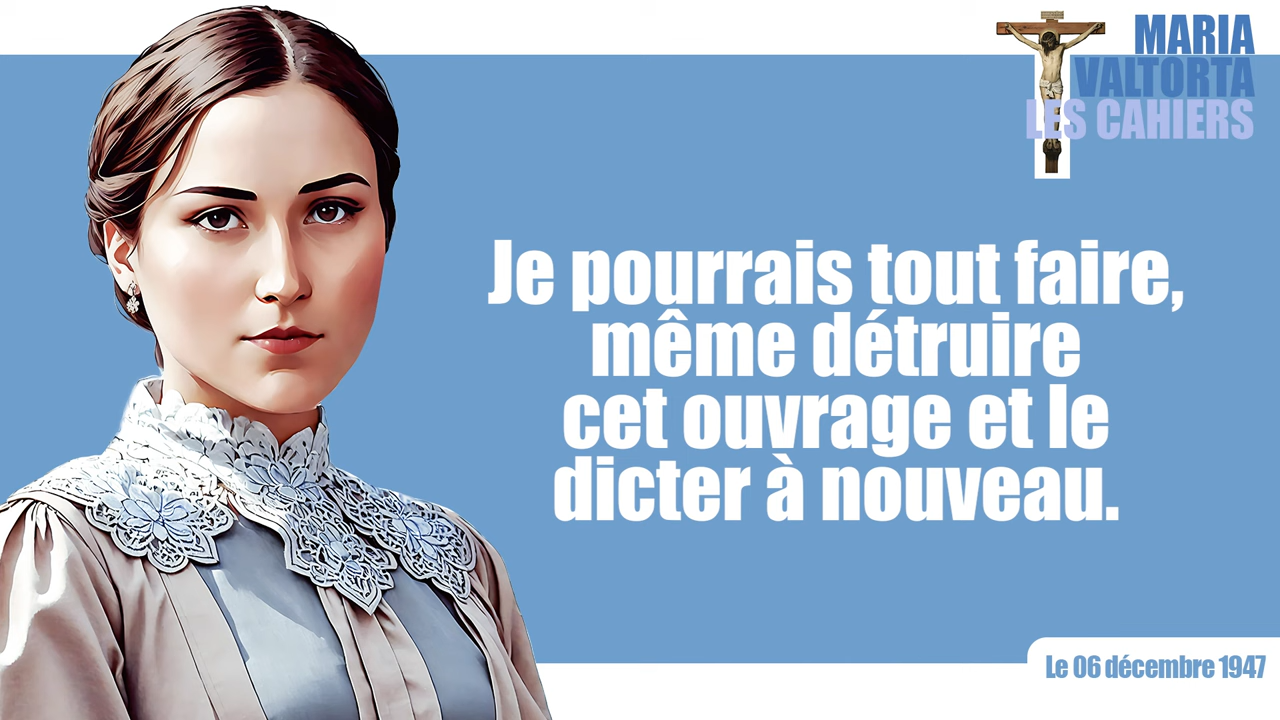 MARIA
VALTORTA
LES CAHIERS
Je pourrais tout faire,
même détruire
cet ouvrage et le
dicter à nouveau.
Le 06 décembre 1947